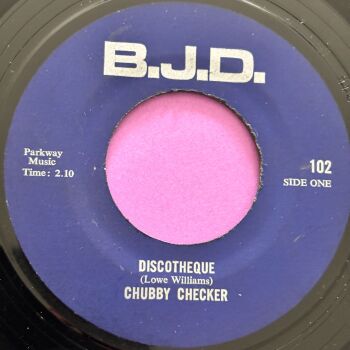 B.J.D.
Parkway
Music
Time: 2.10
102
SIDE ONE
DISCOTHEQUE
(Lowe Williams)
CHUBBY CHECKER